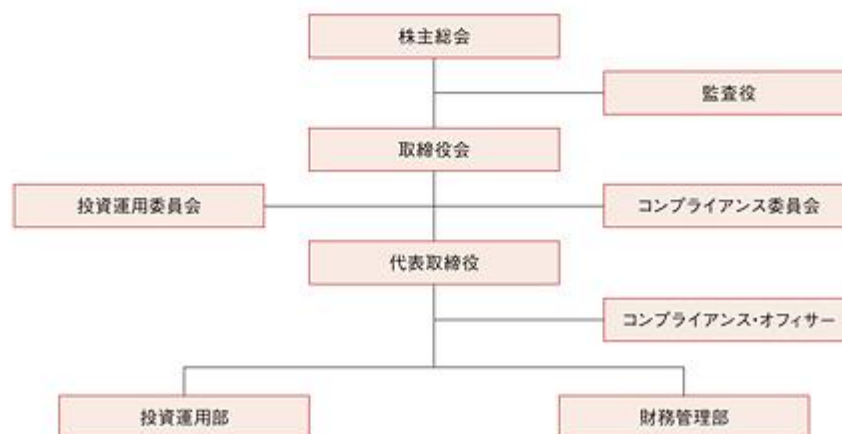 株主総会
監査役
取締役会
投資運用委員会
コンプライアンス委員会
代表取締役
コンプライアンス・オフィサー
投資運用部
財務管理部